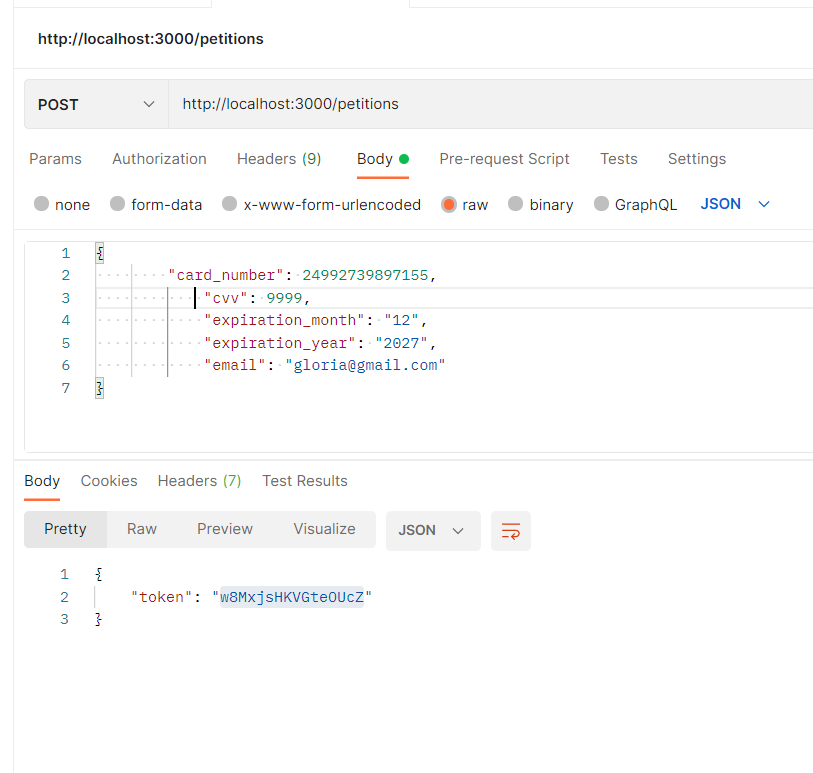 http://localhost:3000/petitions
POST http://localhost:3000/petitions
Params Authorization Headers (9) Body Pre-request Script Tests Settings
none form-data x-www-form-urlencoded raw binary GraphQL JSON
1 {
2 "card_number": 24992739897155,
3 "cvv": 9999,
4 "expiration_month": "12",
5 "expiration_year": "2027",
6 "email": "gloria@gmail.com"
7 }
Body Cookies Headers (7) Test Results
Pretty Raw Preview Visualize JSON
1 {
2 "token": "w8MxjsHKVGteOUcZ"
3 }